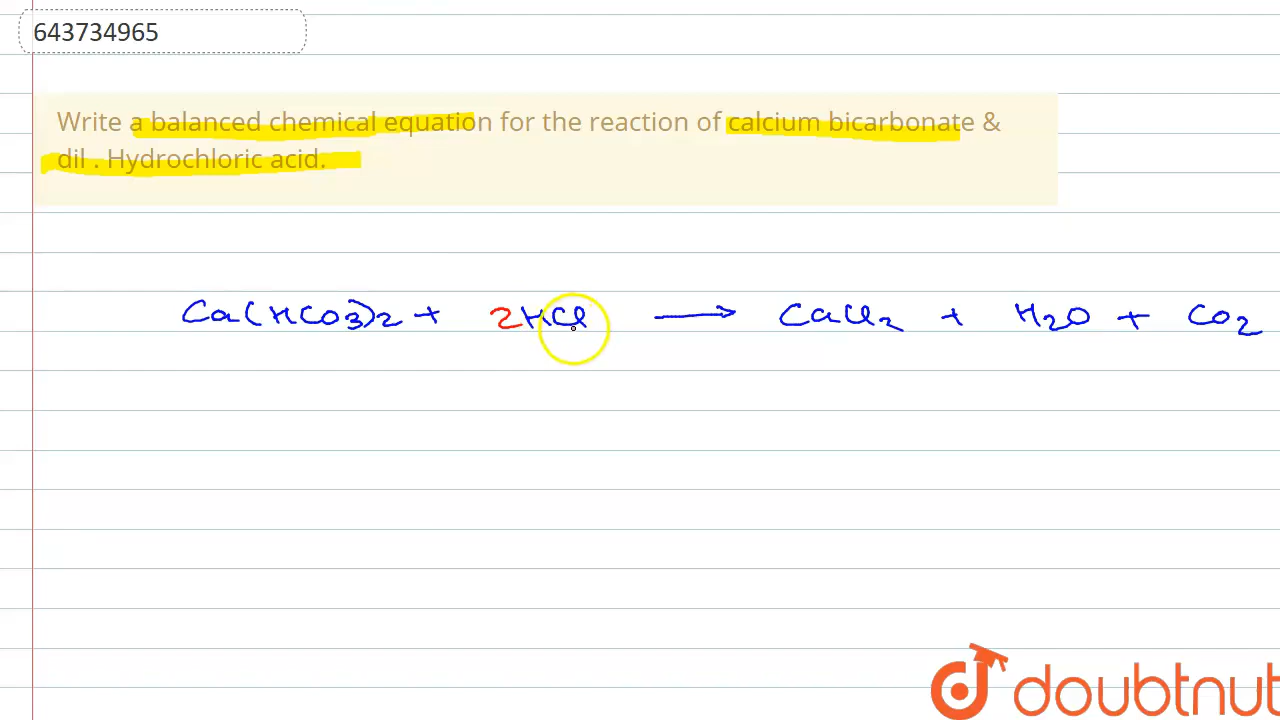 643734965
Write a balanced chemical equation for the reaction of calcium bicarbonate &
dil . Hydrochloric acid.
Ca(HCO3)2 + 2HCl ⟶ CaCl2 + H2O + CO2
doubtnut